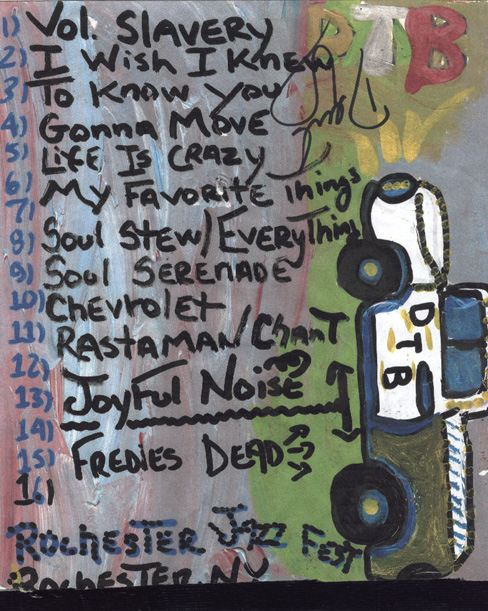 DTB
1) Vol. SLAVERY
2) I Wish I Knew
3) To Know You
4) Gonna Move
5) Life Is Crazy
6) My Favorite Things
7)
8) Soul Stew/Everything
9) Soul Serenade
10) Chevrolet
11) Rastaman/Chant
12)
13) Joyful Noise
14)
15) Fredies Dead
16)
DTB
Rochester Jazz Fest
Rochester, NY